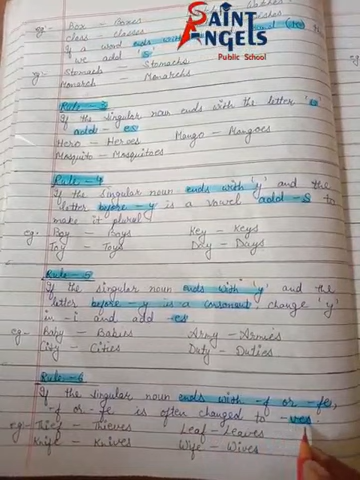 SAINT
ANGELS
Public School
eg:- Box - Boxes
class - classes
If a word ends with
we add 's'
eg:- Stomach - Stomachs
Monarch - Monarchs
Rule - 3
If the singular noun ends with the letter 'o'
add - es
Hero - Heroes Mango - Mangoes
Mosquito - Mosquitoes
Rule - 4
If the singular noun ends with 'y' and the
letter before - y is a vowel add - s to
make it plural
eg:- Boy - Boys Key - Keys
Toy - Toys Day - Days
Rule - 5
If the singular noun ends with 'y' and the
letter before - y is a consonent, change 'y'
in - i and add - es
eg:- Baby - Babies Army - Armies
City - Cities Duty - Duties
Rule - 6
If the singular noun ends with - f or - fe,
- f or - fe is often changed to - ves.
eg:- Thief - Thieves Leaf - Leaves
Knife - Knives Wife - Wives